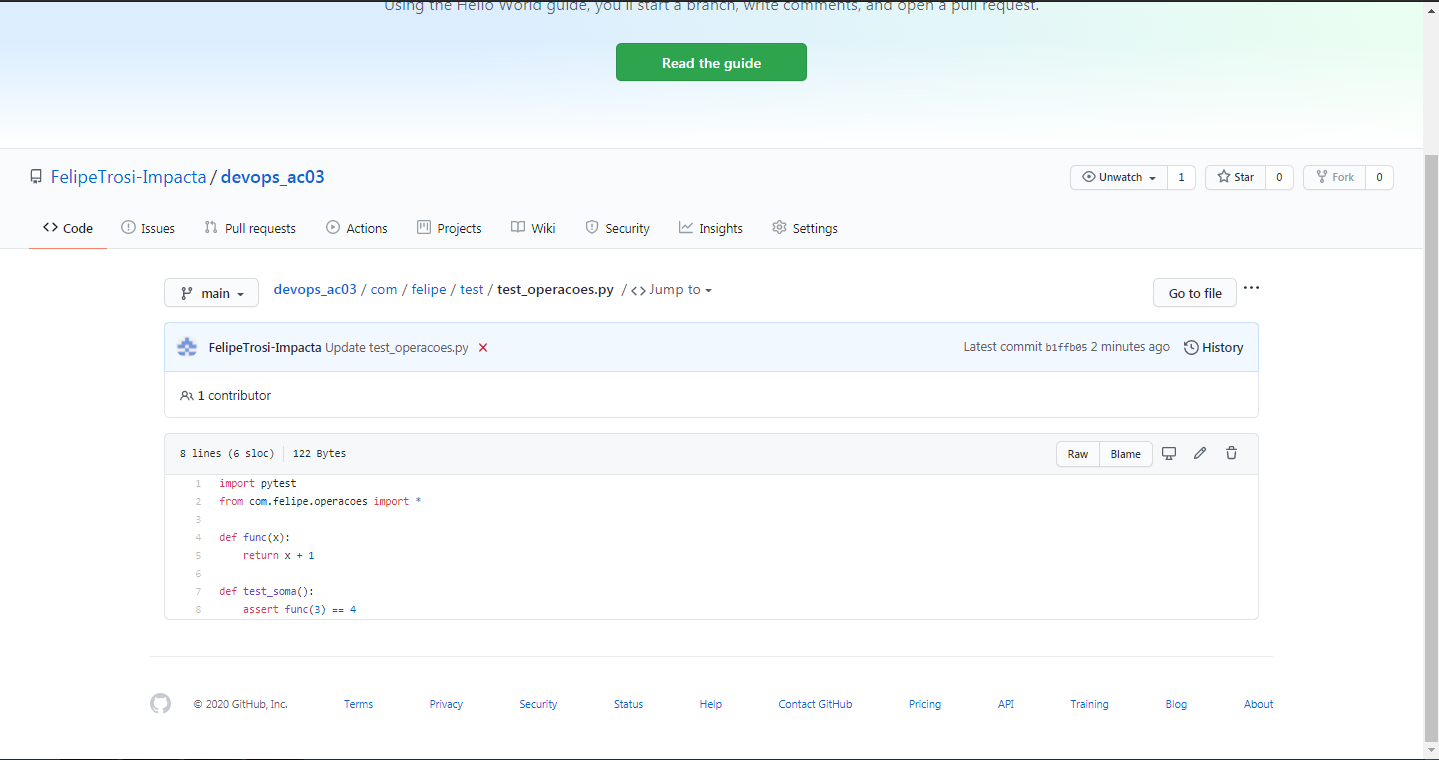 Using the Hello World guide, you'll start a branch, write comments, and open a pull request.
Read the guide
FelipeTrosi-Impacta / devops_ac03
Unwatch 1 Star 0 Fork 0
Code Issues Pull requests Actions Projects Wiki Security Insights Settings
main devops_ac03 / com / felipe / test / test_operacoes.py / <> Jump to Go to file ...
FelipeTrosi-Impacta Update test_operacoes.py Latest commit b1ffb05 2 minutes ago History
1 contributor
8 lines (6 sloc) 122 Bytes Raw Blame
1 import pytest
2 from com.felipe.operacoes import *
3
4 def func(x):
5     return x + 1
6
7 def test_soma():
8     assert func(3) == 4
© 2020 GitHub, Inc. Terms Privacy Security Status Help Contact GitHub Pricing API Training Blog About